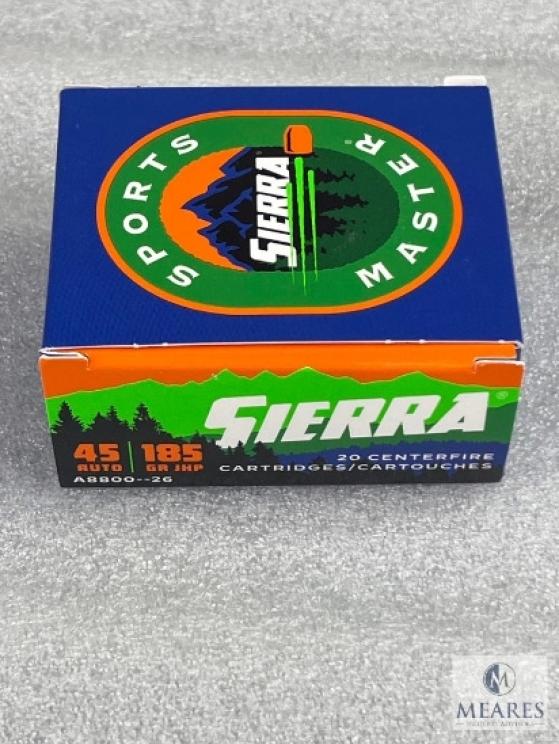 SPORTS MASTER®
SIERRA
SIERRA®
45 AUTO
185 GR JHP
A8800--26
20 CENTERFIRE
CARTRIDGES/CARTOUCHES
M
MEARES